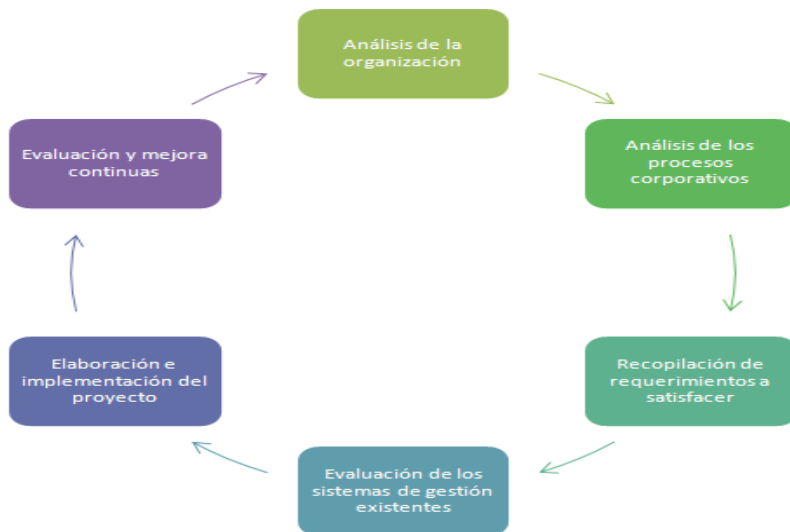 Análisis de la
organización
Análisis de los
procesos
corporativos
Recopilación de
requerimientos a
satisfacer
Evaluación de los
sistemas de gestión
existentes
Elaboración e
implementación del
proyecto
Evaluación y mejora
continuas